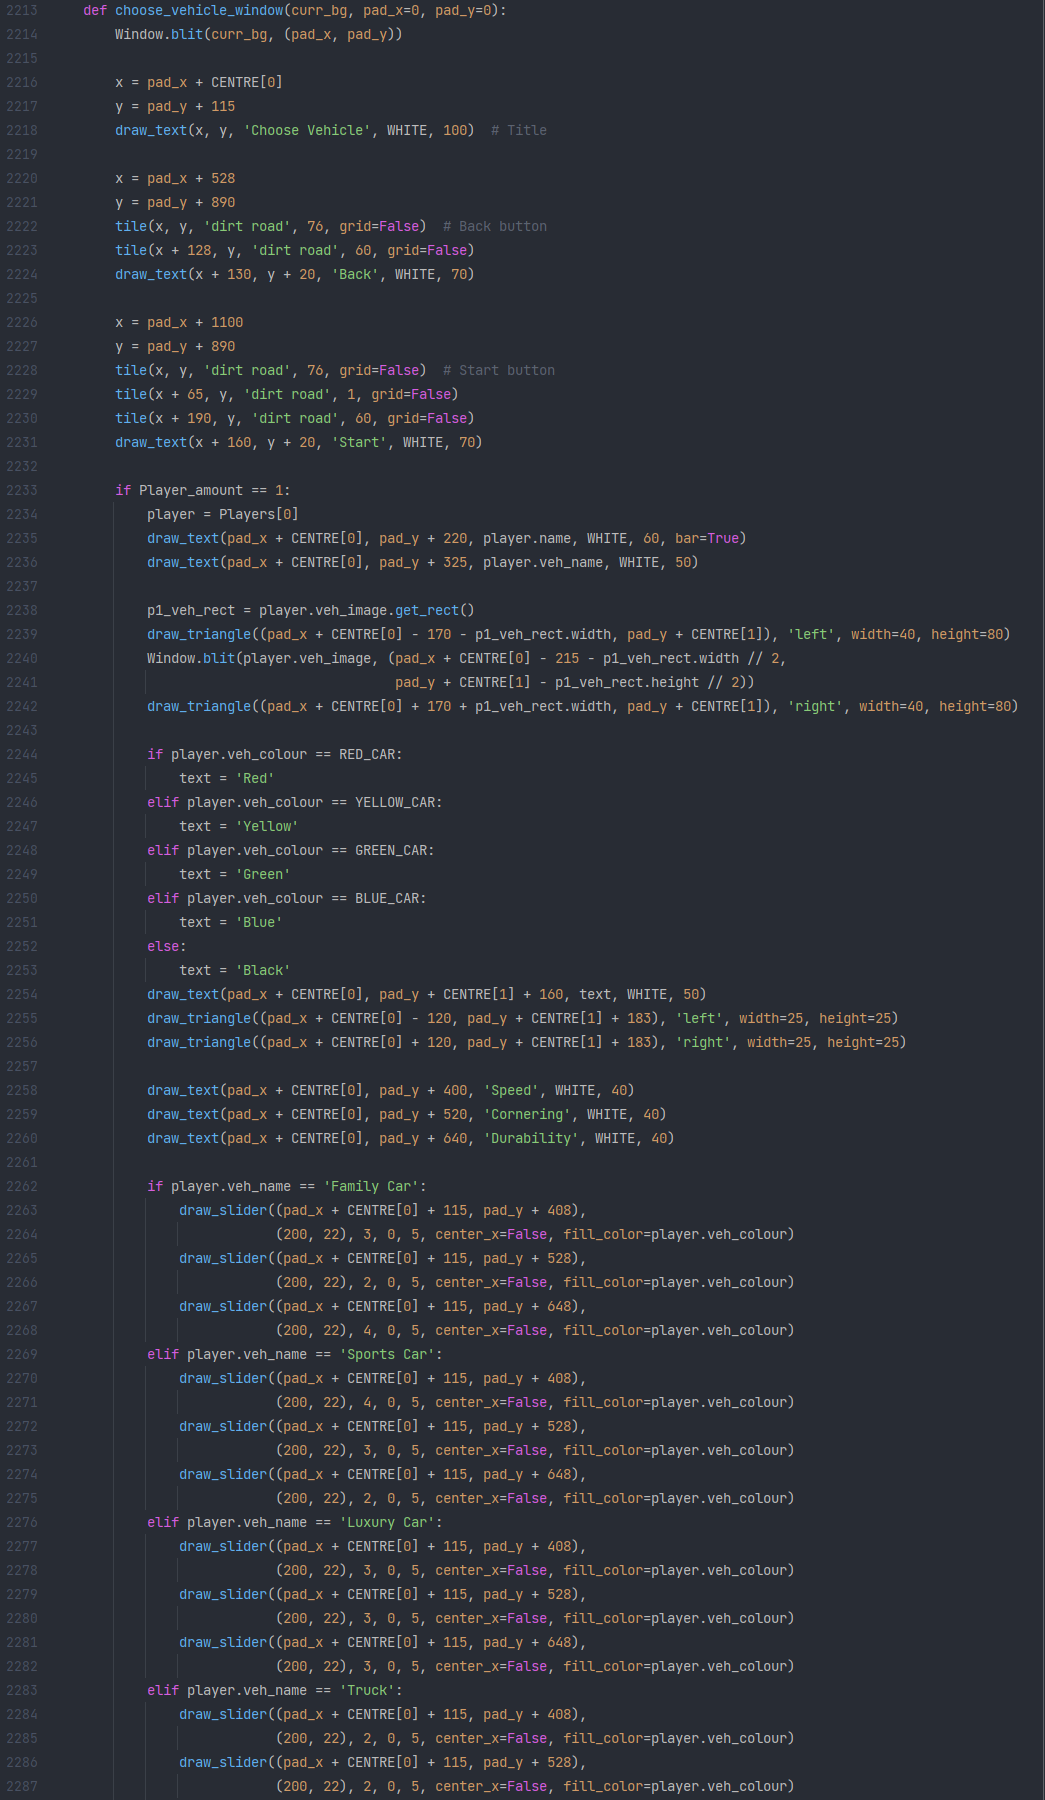 2213 def choose_vehicle_window(curr_bg, pad_x=0, pad_y=0):
2214 Window.blit(curr_bg, (pad_x, pad_y))
2215
2216 x = pad_x + CENTRE[0]
2217 y = pad_y + 115
2218 draw_text(x, y, 'Choose Vehicle', WHITE, 100)  # Title
2219
2220 x = pad_x + 528
2221 y = pad_y + 890
2222 tile(x, y, 'dirt road', 76, grid=False)  # Back button
2223 tile(x + 128, y, 'dirt road', 60, grid=False)
2224 draw_text(x + 130, y + 20, 'Back', WHITE, 70)
2225
2226 x = pad_x + 1100
2227 y = pad_y + 890
2228 tile(x, y, 'dirt road', 76, grid=False)  # Start button
2229 tile(x + 65, y, 'dirt road', 1, grid=False)
2230 tile(x + 190, y, 'dirt road', 60, grid=False)
2231 draw_text(x + 160, y + 20, 'Start', WHITE, 70)
2232
2233 if Player_amount == 1:
2234 player = Players[0]
2235 draw_text(pad_x + CENTRE[0], pad_y + 220, player.name, WHITE, 60, bar=True)
2236 draw_text(pad_x + CENTRE[0], pad_y + 325, player.veh_name, WHITE, 50)
2237
2238 p1_veh_rect = player.veh_image.get_rect()
2239 draw_triangle((pad_x + CENTRE[0] - 170 - p1_veh_rect.width, pad_y + CENTRE[1]), 'left', width=40, height=80)
2240 Window.blit(player.veh_image, (pad_x + CENTRE[0] - 215 - p1_veh_rect.width // 2,
2241 pad_y + CENTRE[1] - p1_veh_rect.height // 2))
2242 draw_triangle((pad_x + CENTRE[0] + 170 + p1_veh_rect.width, pad_y + CENTRE[1]), 'right', width=40, height=80)
2243
2244 if player.veh_colour == RED_CAR:
2245 text = 'Red'
2246 elif player.veh_colour == YELLOW_CAR:
2247 text = 'Yellow'
2248 elif player.veh_colour == GREEN_CAR:
2249 text = 'Green'
2250 elif player.veh_colour == BLUE_CAR:
2251 text = 'Blue'
2252 else:
2253 text = 'Black'
2254 draw_text(pad_x + CENTRE[0], pad_y + CENTRE[1] + 160, text, WHITE, 50)
2255 draw_triangle((pad_x + CENTRE[0] - 120, pad_y + CENTRE[1] + 183), 'left', width=25, height=25)
2256 draw_triangle((pad_x + CENTRE[0] + 120, pad_y + CENTRE[1] + 183), 'right', width=25, height=25)
2257
2258 draw_text(pad_x + CENTRE[0], pad_y + 400, 'Speed', WHITE, 40)
2259 draw_text(pad_x + CENTRE[0], pad_y + 520, 'Cornering', WHITE, 40)
2260 draw_text(pad_x + CENTRE[0], pad_y + 640, 'Durability', WHITE, 40)
2261
2262 if player.veh_name == 'Family Car':
2263 draw_slider((pad_x + CENTRE[0] + 115, pad_y + 408),
2264 (200, 22), 3, 0, 5, center_x=False, fill_color=player.veh_colour)
2265 draw_slider((pad_x + CENTRE[0] + 115, pad_y + 528),
2266 (200, 22), 2, 0, 5, center_x=False, fill_color=player.veh_colour)
2267 draw_slider((pad_x + CENTRE[0] + 115, pad_y + 648),
2268 (200, 22), 4, 0, 5, center_x=False, fill_color=player.veh_colour)
2269 elif player.veh_name == 'Sports Car':
2270 draw_slider((pad_x + CENTRE[0] + 115, pad_y + 408),
2271 (200, 22), 4, 0, 5, center_x=False, fill_color=player.veh_colour)
2272 draw_slider((pad_x + CENTRE[0] + 115, pad_y + 528),
2273 (200, 22), 3, 0, 5, center_x=False, fill_color=player.veh_colour)
2274 draw_slider((pad_x + CENTRE[0] + 115, pad_y + 648),
2275 (200, 22), 2, 0, 5, center_x=False, fill_color=player.veh_colour)
2276 elif player.veh_name == 'Luxury Car':
2277 draw_slider((pad_x + CENTRE[0] + 115, pad_y + 408),
2278 (200, 22), 3, 0, 5, center_x=False, fill_color=player.veh_colour)
2279 draw_slider((pad_x + CENTRE[0] + 115, pad_y + 528),
2280 (200, 22), 3, 0, 5, center_x=False, fill_color=player.veh_colour)
2281 draw_slider((pad_x + CENTRE[0] + 115, pad_y + 648),
2282 (200, 22), 3, 0, 5, center_x=False, fill_color=player.veh_colour)
2283 elif player.veh_name == 'Truck':
2284 draw_slider((pad_x + CENTRE[0] + 115, pad_y + 408),
2285 (200, 22), 2, 0, 5, center_x=False, fill_color=player.veh_colour)
2286 draw_slider((pad_x + CENTRE[0] + 115, pad_y + 528),
2287 (200, 22), 2, 0, 5, center_x=False, fill_color=player.veh_colour)